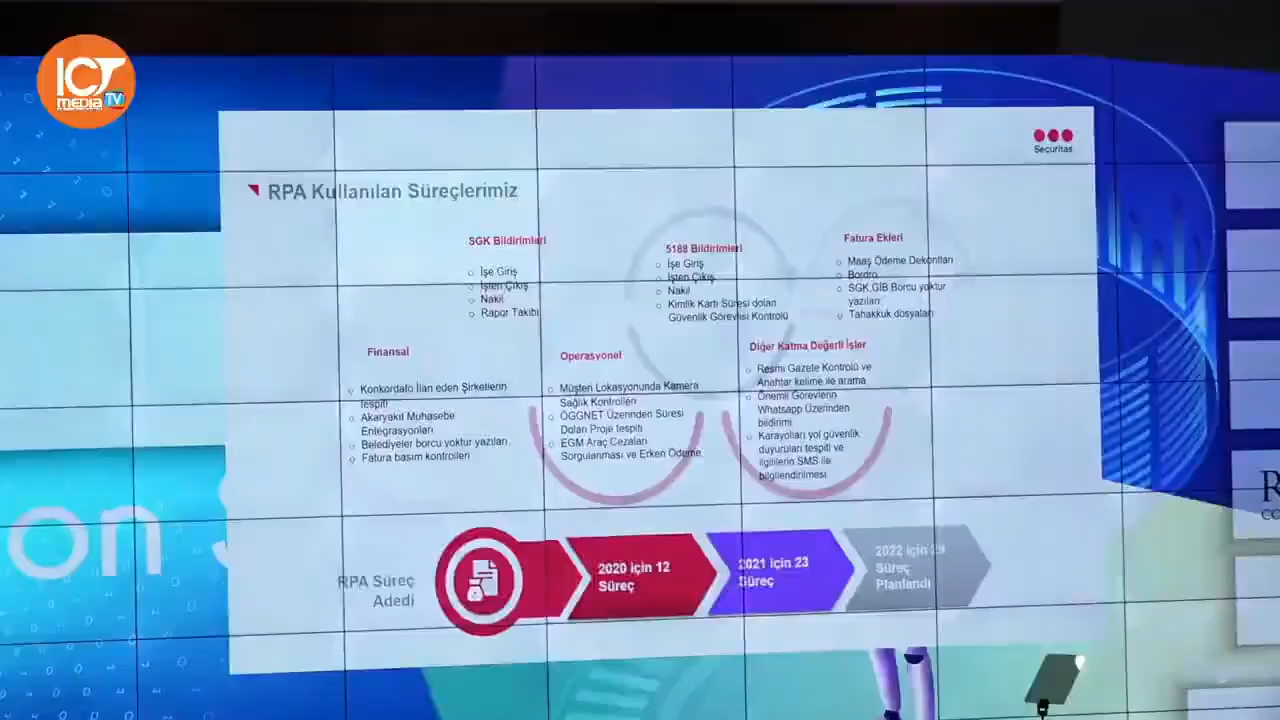 ICT
MEDIA TV
Securitas
RPA Kullanılan Süreçlerimiz
SGK Bildirimleri
İşe Giriş
İşten Çıkış
Nakil
Rapor Takibi
5188 Bildirimleri
İşe Giriş
İşten Çıkış
Nakil
Kimlik Kartı Süresi dolan
Güvenlik Görevlisi Kontrolü
Fatura Ekleri
Maaş Ödeme Dekontları
Bordro
SGK,GİB Borcu yoktur
yazıları
Tahakkuk dosyaları
Finansal
Konkordato İlan eden Şirketlerin
tespiti
Akaryakıt Muhasebe
Entegrasyonları
Belediyeler borcu yoktur yazıları
Fatura basım kontrolleri
Operasyonel
Müşteri Lokasyonunda Kamera
Sağlık Kontrolleri
ÖGGNET Üzerinden Süresi
Dolan Proje tespiti
EGM Araç Cezaları
Sorgulanması ve Erken Ödeme
Diğer Katma Değerli İşler
Resmi Gazete Kontrolü ve
Anahtar kelime ile arama
Önemli Görevlerin
Whatsapp Üzerinden
bildirimi
Karayolları yol güvenlik
duyuruları tespiti ve
ilgililerin SMS ile
bilgilendirilmesi
on
RPA Süreç
Adedi
2020 için 12
Süreç
2021 için 23
Süreç
2022 için 29
Süreç
Planlandı